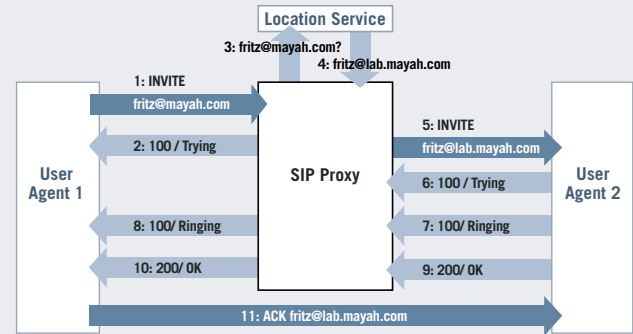 Location Service
3: fritz@mayah.com?
4: fritz@lab.mayah.com
1: INVITE
fritz@mayah.com
2: 100 / Trying
5: INVITE
fritz@lab.mayah.com
User
Agent 1
SIP Proxy
6: 100 / Trying
User
Agent 2
8: 100/ Ringing
7: 100/ Ringing
10: 200/ OK
9: 200/ OK
11: ACK fritz@lab.mayah.com